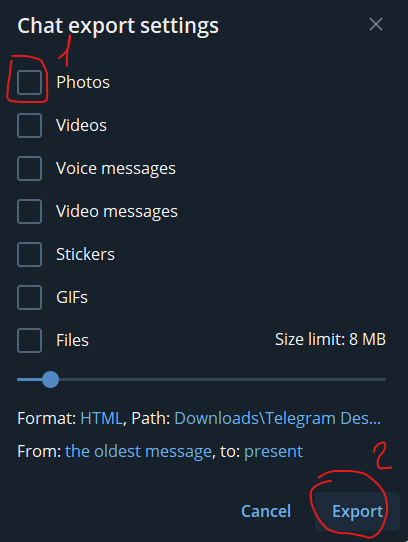 Chat export settings
1
Photos
Videos
Voice messages
Video messages
Stickers
GIFs
Files Size limit: 8 MB
Format: HTML, Path: Downloads\Telegram Des...
From: the oldest message, to: present
2
Cancel Export